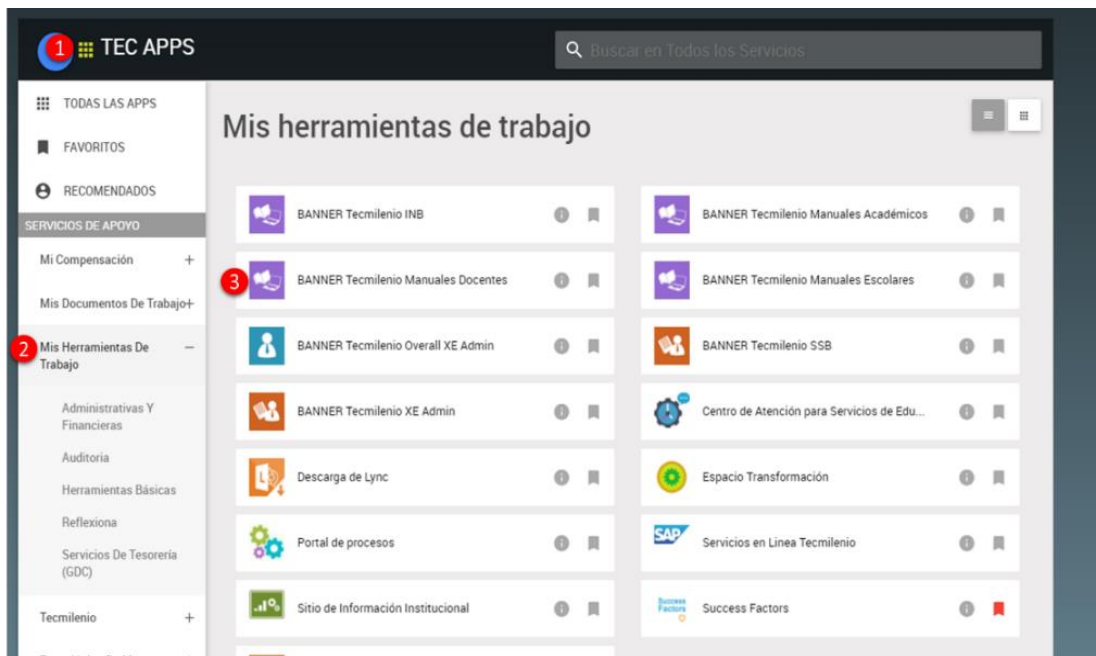 1 TEC APPS
Buscar en Todos los Servicios
TODAS LAS APPS
FAVORITOS
RECOMENDADOS
SERVICIOS DE APOYO
Mi Compensación +
Mis Documentos De Trabajo+
2 Mis Herramientas De
Trabajo −
Administrativas Y
Financieras
Auditoria
Herramientas Básicas
Reflexiona
Servicios De Tesorería
(GDC)
Tecmilenio +
Mis herramientas de trabajo
BANNER Tecmilenio INB
BANNER Tecmilenio Manuales Académicos
3 BANNER Tecmilenio Manuales Docentes
BANNER Tecmilenio Manuales Escolares
BANNER Tecmilenio Overall XE Admin
BANNER Tecmilenio SSB
BANNER Tecmilenio XE Admin
Centro de Atención para Servicios de Edu...
Descarga de Lync
Espacio Transformación
Portal de procesos
SAP
Servicios en Linea Tecmilenio
Sitio de Información Institucional
Success
Factors
Success Factors